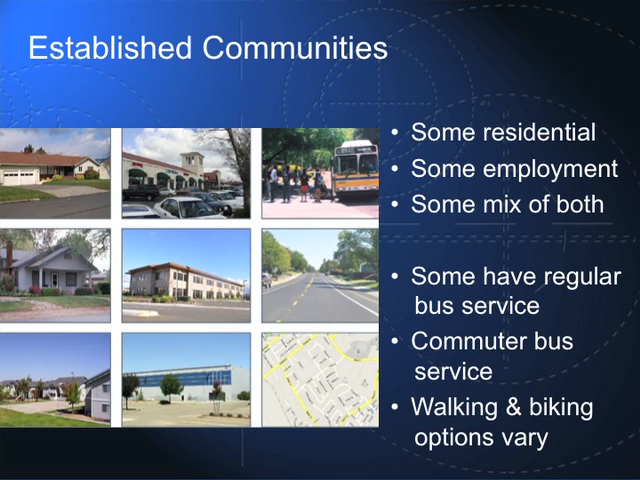 Established Communities
• Some residential
• Some employment
• Some mix of both
• Some have regular
bus service
• Commuter bus
service
• Walking & biking
options vary